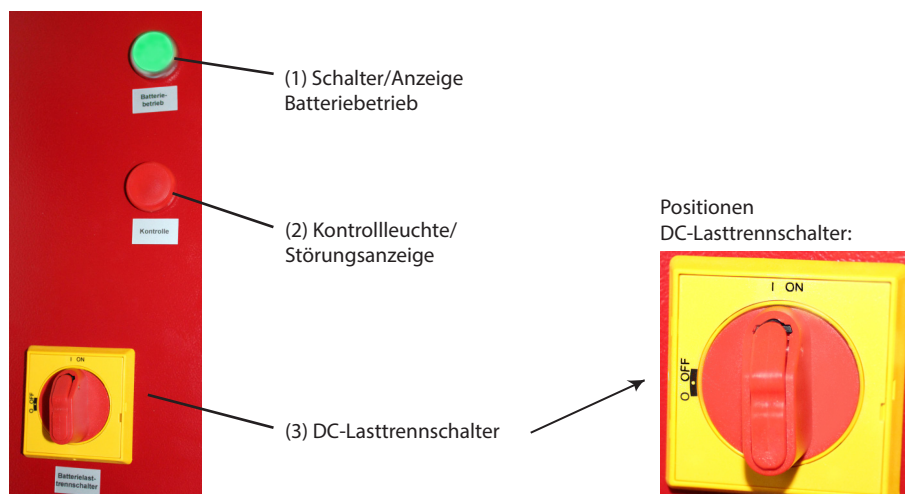 Batterie-
betrieb
(1) Schalter/Anzeige
Batteriebetrieb
Kontrolle
(2) Kontrollleuchte/
Störungsanzeige
Positionen
DC-Lasttrennschalter:
I ON
O OFF
I ON
O OFF
(3) DC-Lasttrennschalter
Batterielast-
trennschalter